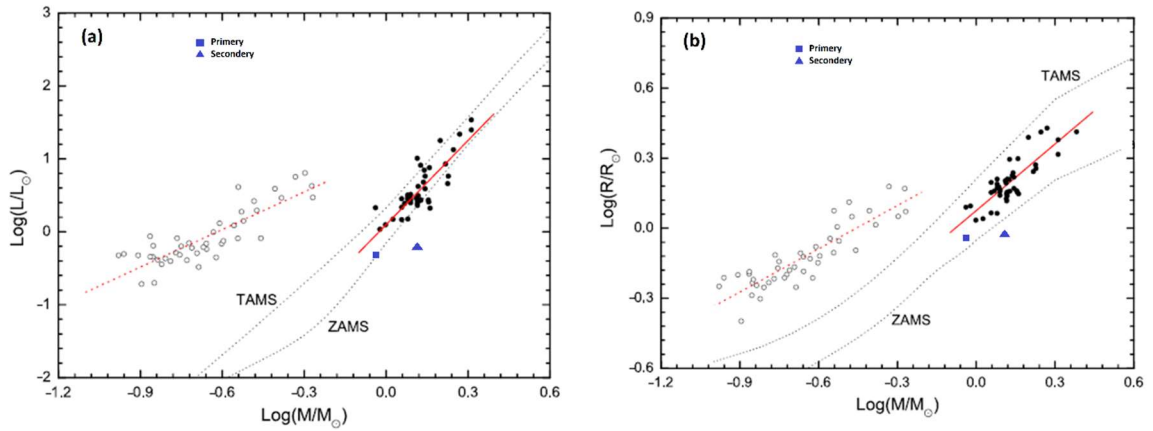 (a)
Primery
Secondery
TAMS
ZAMS
3
2
1
0
−1
−2
−1.2 −0.9 −0.6 −0.3 0.0 0.3 0.6
Log(L/L☉)
Log(M/M☉)
(b)
Primery
Secondery
TAMS
ZAMS
0.9
0.6
0.3
0.0
−0.3
−0.6
−1.2 −0.9 −0.6 −0.3 0.0 0.3 0.6
Log(R/R☉)
Log(M/M☉)